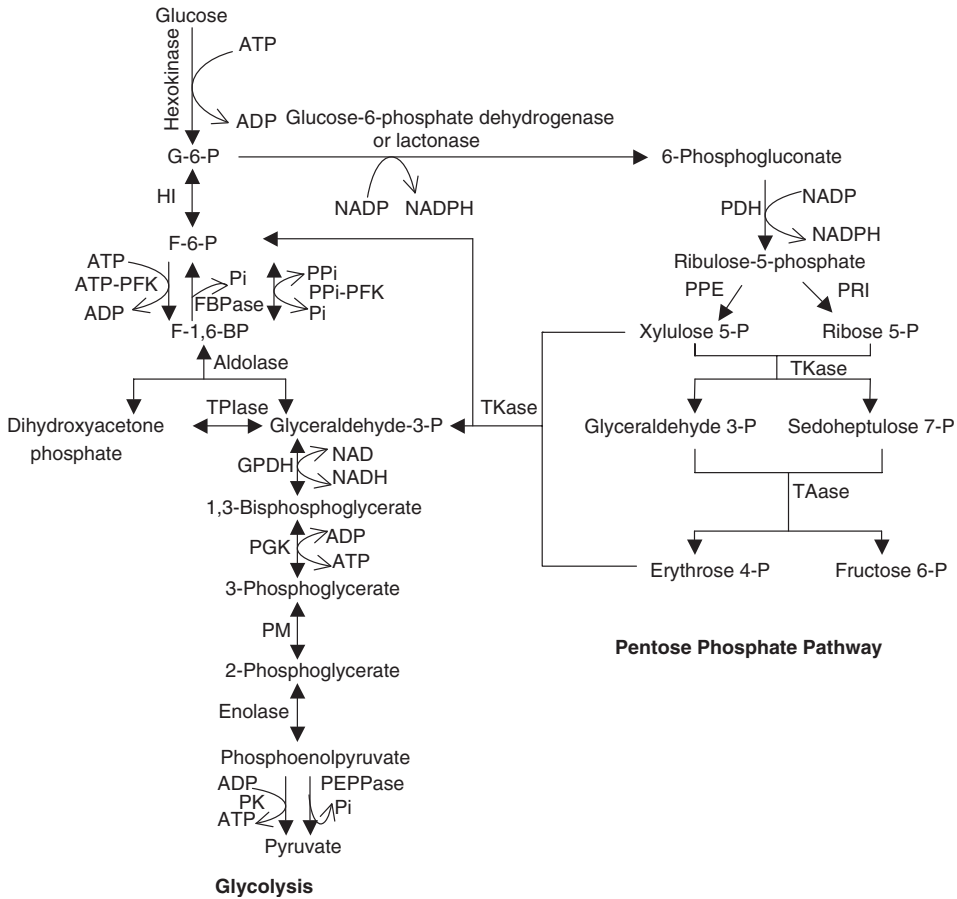 Glucose
ATP
Hexokinase
ADP
Glucose-6-phosphate dehydrogenase
or lactonase
G-6-P
6-Phosphogluconate
NADP
NADPH
HI
PDH
NADP
NADPH
F-6-P
Ribulose-5-phosphate
ATP
ATP-PFK
ADP
Pi
FBPase
PPi
PPi-PFK
Pi
PPE
PRI
F-1,6-BP
Xylulose 5-P
Ribose 5-P
Aldolase
TKase
Dihydroxyacetone
phosphate
TPIase
Glyceraldehyde-3-P
TKase
Glyceraldehyde 3-P
Sedoheptulose 7-P
GPDH
NAD
NADH
TAase
1,3-Bisphosphoglycerate
PGK
ADP
ATP
Erythrose 4-P
Fructose 6-P
3-Phosphoglycerate
PM
Pentose Phosphate Pathway
2-Phosphoglycerate
Enolase
Phosphoenolpyruvate
ADP
PK
ATP
PEPPase
Pi
Pyruvate
Glycolysis